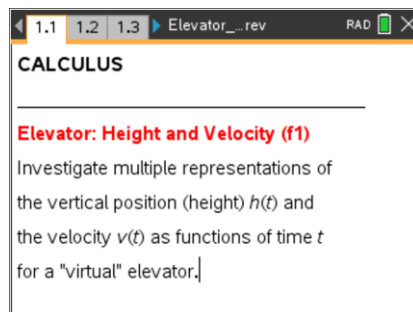 1.1 1.2 1.3 Elevator_...rev RAD
CALCULUS
Elevator: Height and Velocity (f1)
Investigate multiple representations of
the vertical position (height) h(t) and
the velocity v(t) as functions of time t
for a "virtual" elevator.